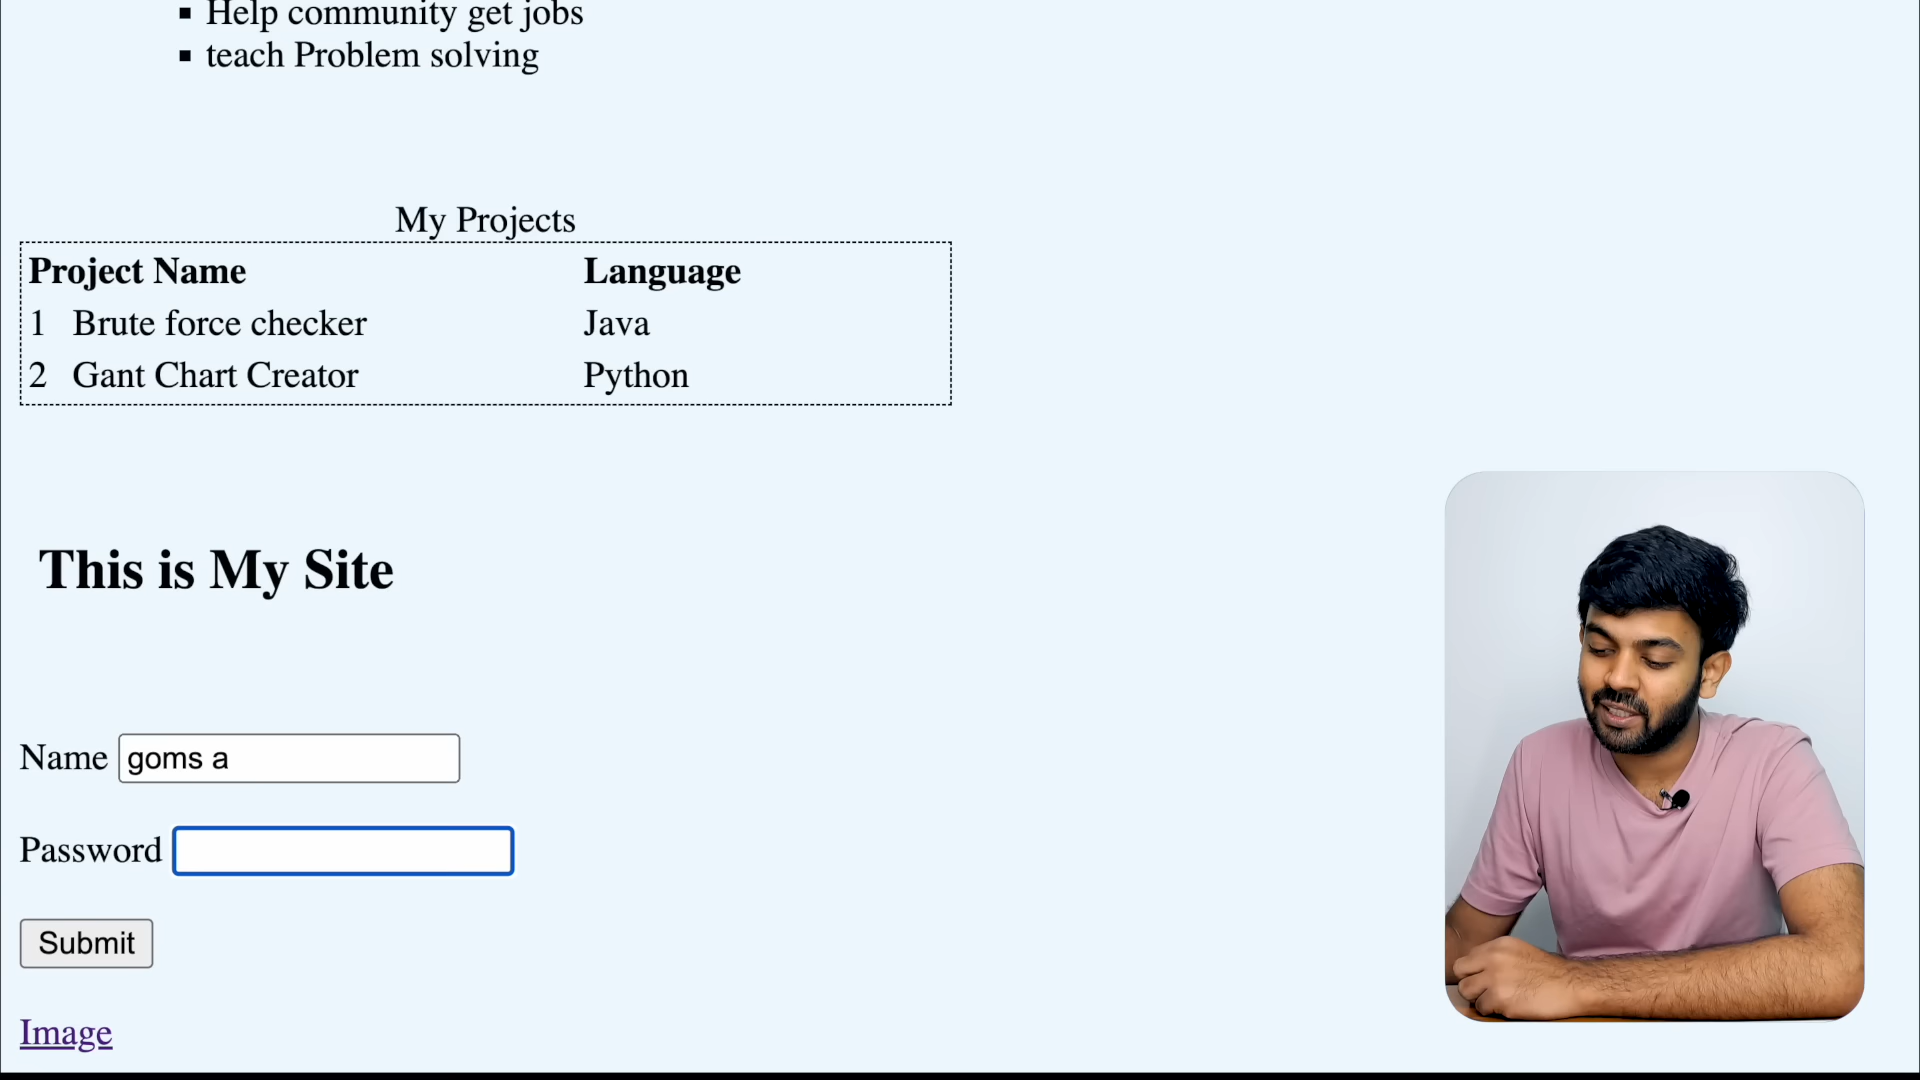 Help community get jobs
teach Problem solving
My Projects
Project Name Language
1 Brute force checker Java
2 Gant Chart Creator Python
This is My Site
Name goms a
Password
Submit
Image